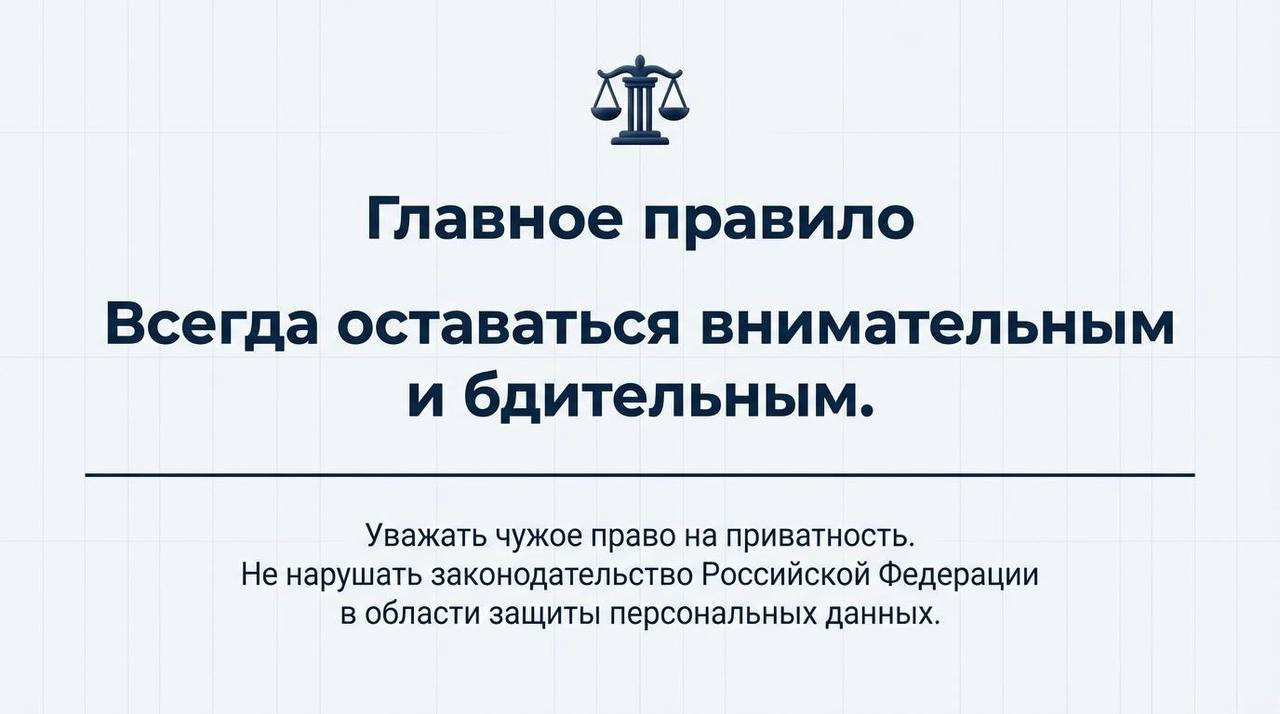 Главное правило
Всегда оставаться внимательным
и бдительным.
Уважать чужое право на приватность.
Не нарушать законодательство Российской Федерации
в области защиты персональных данных.